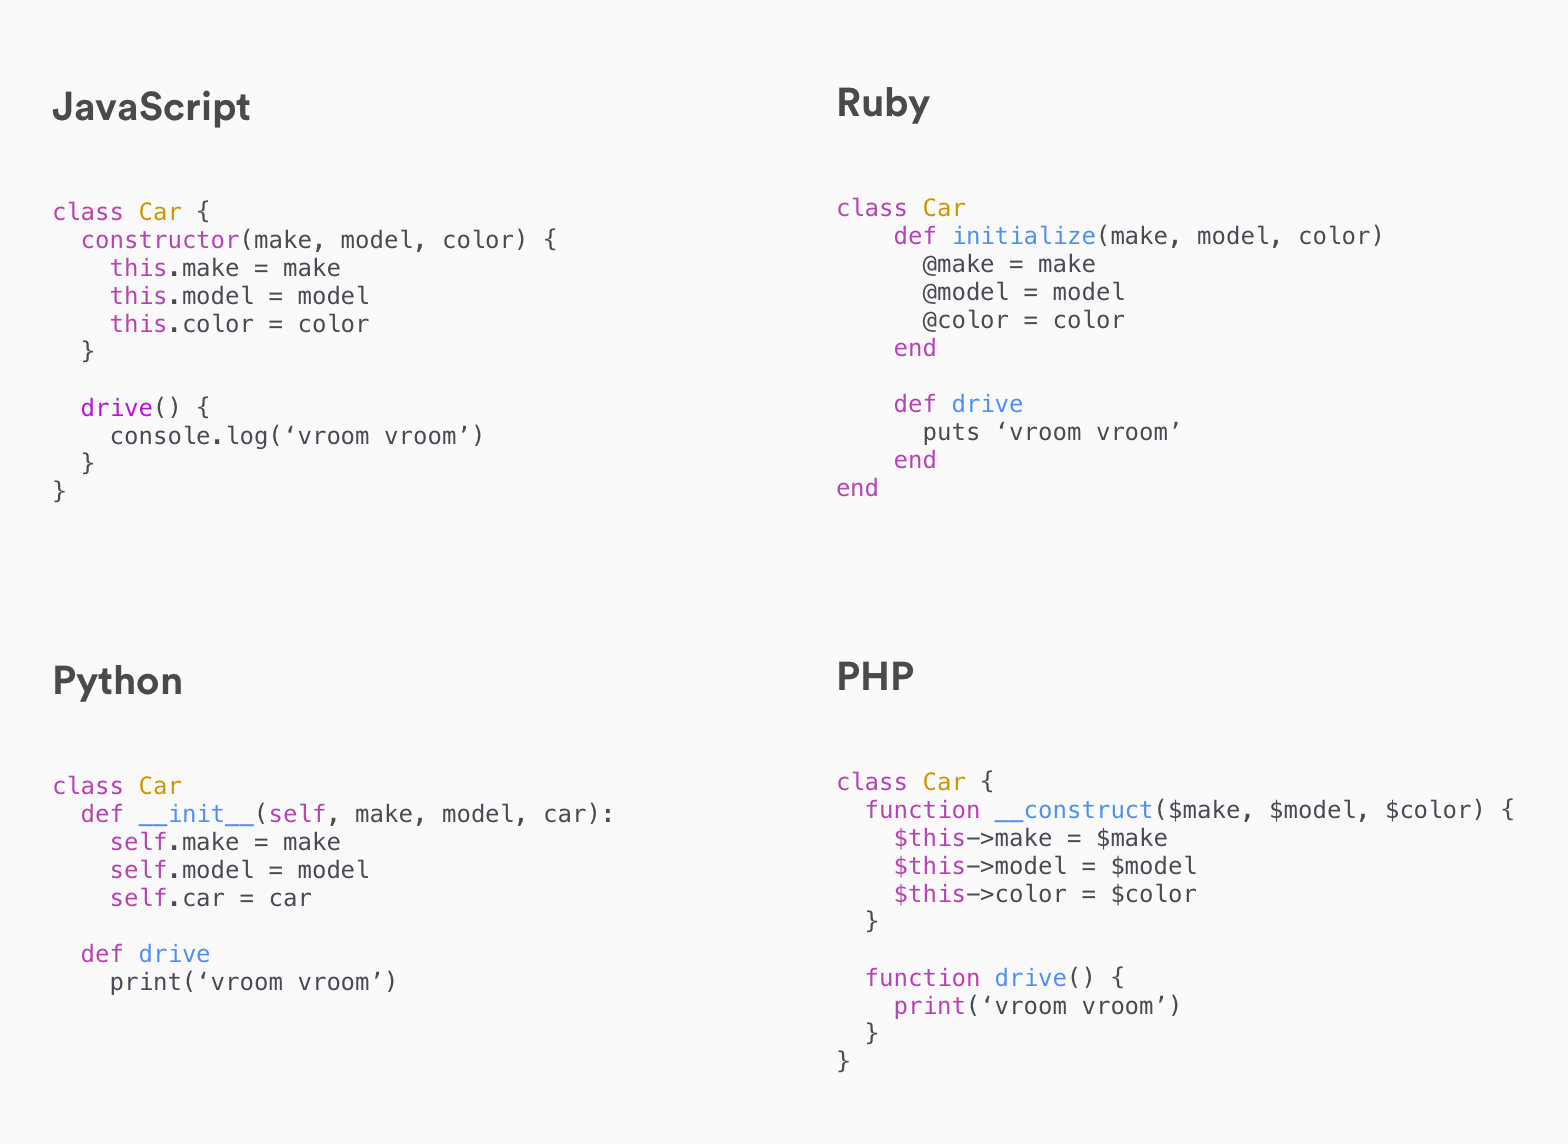 JavaScript
class Car {
  constructor(make, model, color) {
    this.make = make
    this.model = model
    this.color = color
  }

  drive() {
    console.log(‘vroom vroom’)
  }
}
Ruby
class Car
    def initialize(make, model, color)
      @make = make
      @model = model
      @color = color
    end

    def drive
      puts ‘vroom vroom’
    end
end
Python
class Car
  def __init__(self, make, model, car):
    self.make = make
    self.model = model
    self.car = car

  def drive
    print(‘vroom vroom’)
PHP
class Car {
  function __construct($make, $model, $color) {
    $this->make = $make
    $this->model = $model
    $this->color = $color
  }

  function drive() {
    print(‘vroom vroom’)
  }
}